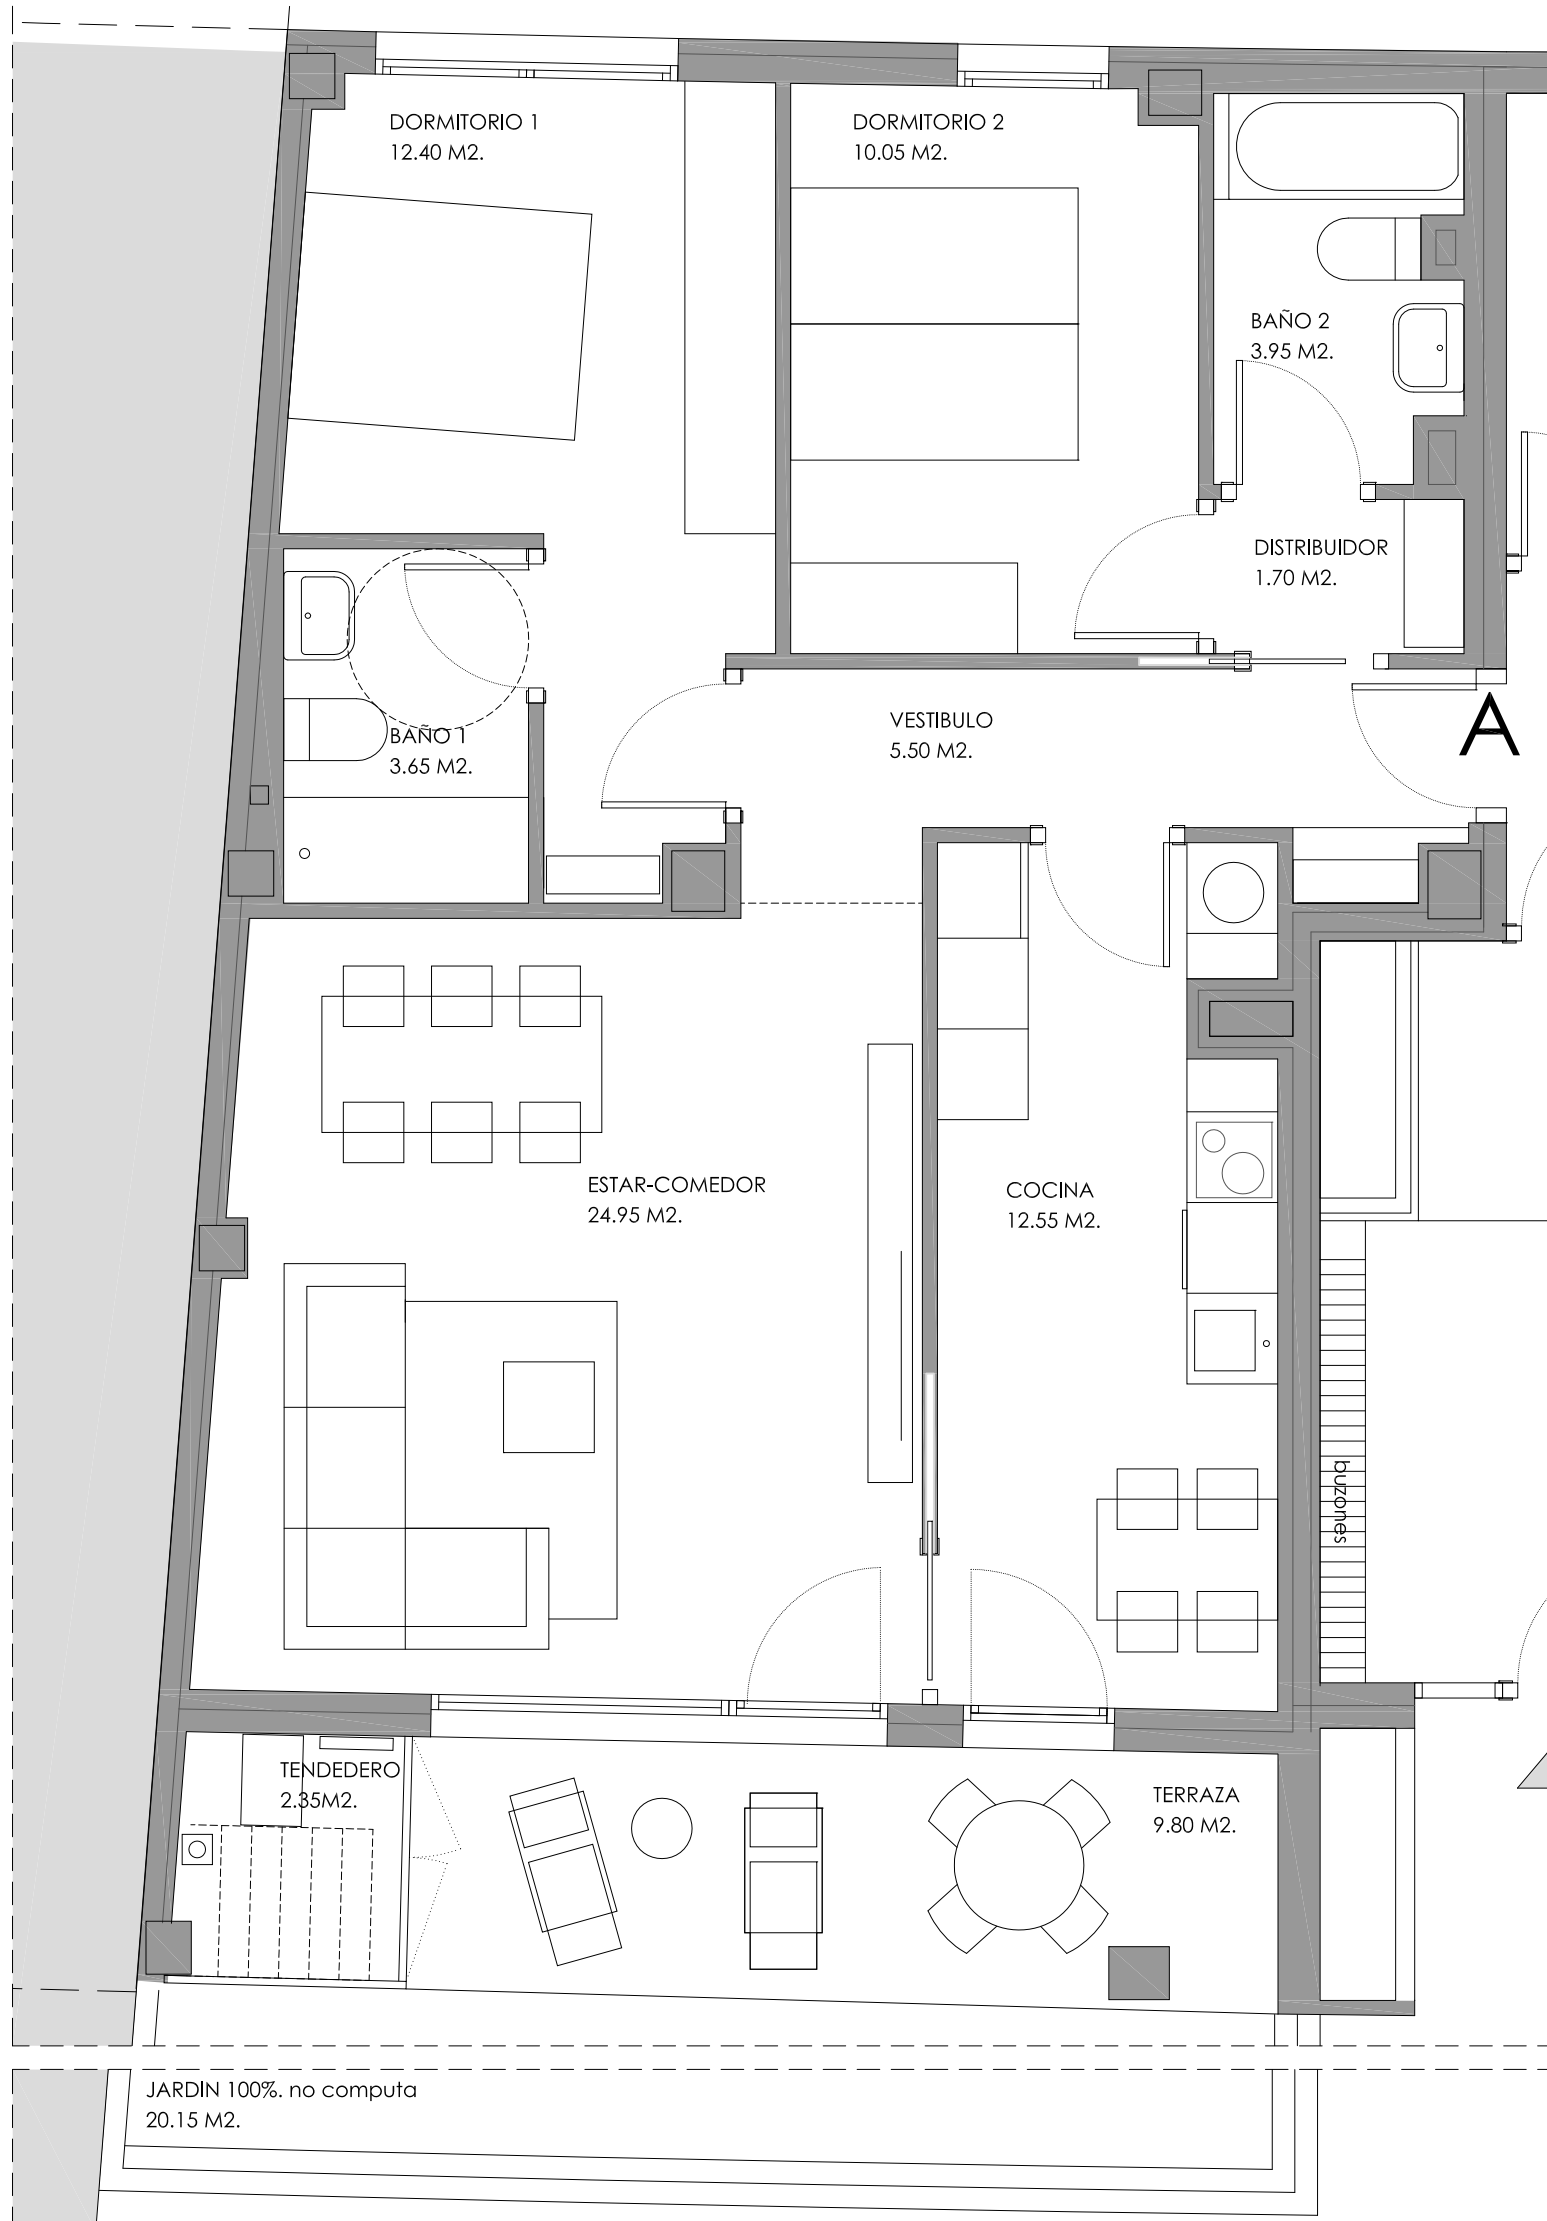 DORMITORIO 1
12.40 M2.
DORMITORIO 2
10.05 M2.
BAÑO 2
3.95 M2.
DISTRIBUIDOR
1.70 M2.
BAÑO 1
3.65 M2.
VESTIBULO
5.50 M2.
A
ESTAR-COMEDOR
24.95 M2.
COCINA
12.55 M2.
buzones
TENDEDERO
2.35M2.
TERRAZA
9.80 M2.
JARDIN 100%. no computa
20.15 M2.